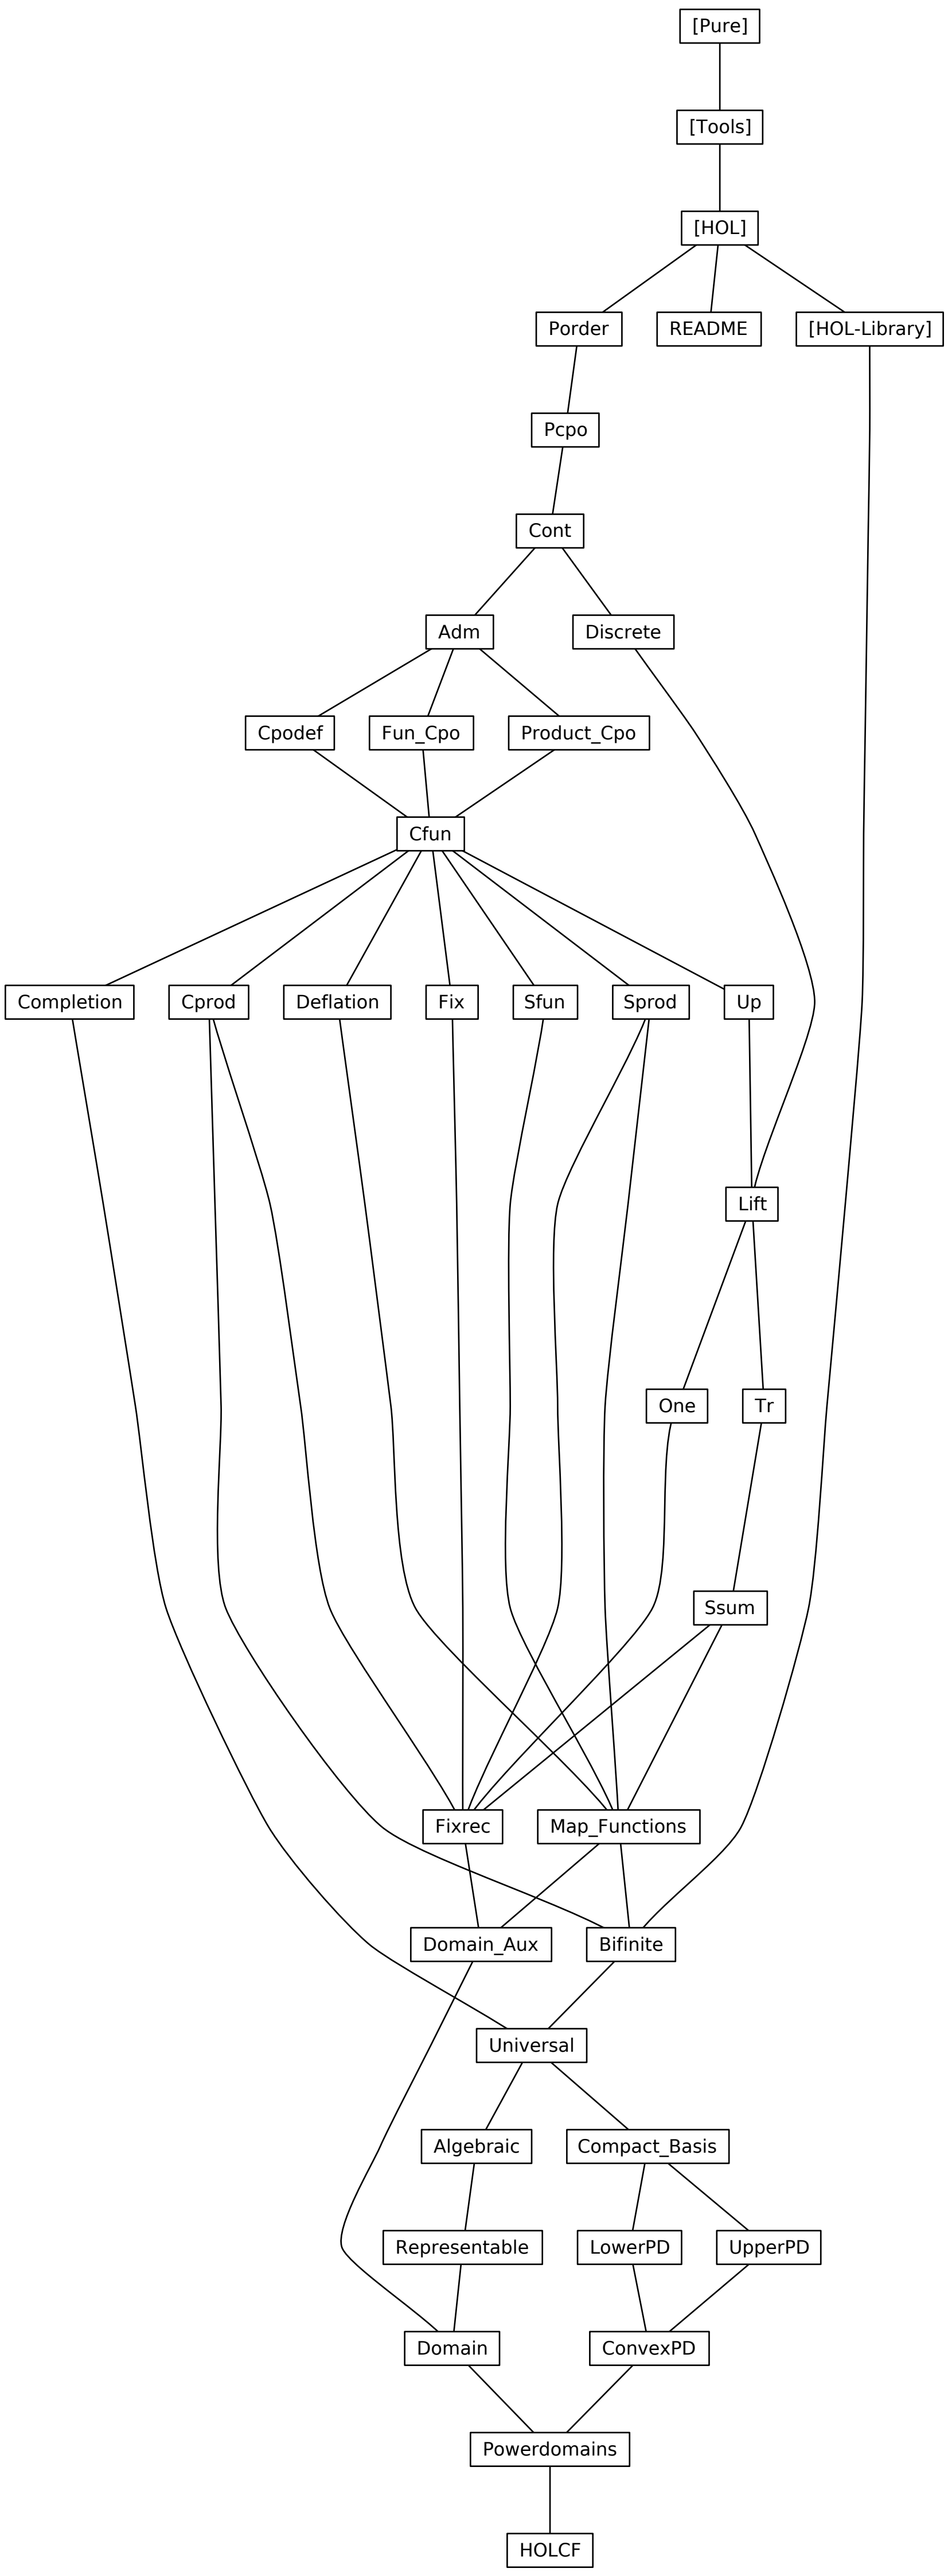 [Pure]
[Tools]
[HOL]
Porder
README
[HOL-Library]
Pcpo
Cont
Adm
Discrete
Cpodef
Fun_Cpo
Product_Cpo
Cfun
Completion
Cprod
Deflation
Fix
Sfun
Sprod
Up
Lift
One
Tr
Ssum
Fixrec
Map_Functions
Domain_Aux
Bifinite
Universal
Algebraic
Compact_Basis
Representable
LowerPD
UpperPD
Domain
ConvexPD
Powerdomains
HOLCF